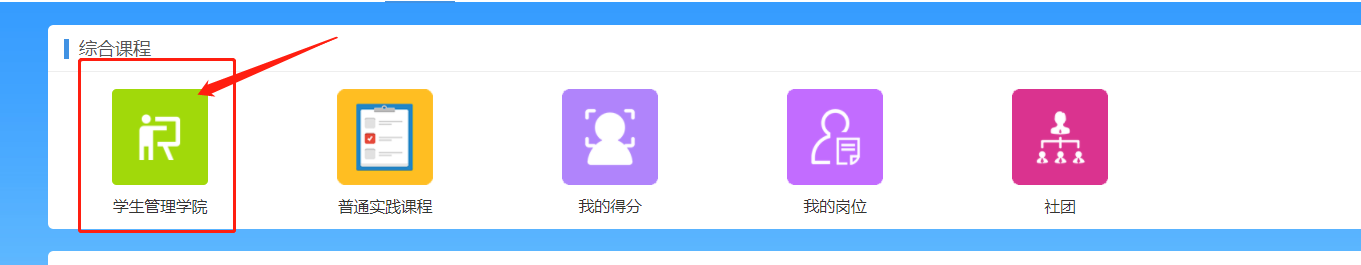 综合课程
学生管理学院
普通实践课程
我的得分
我的岗位
社团